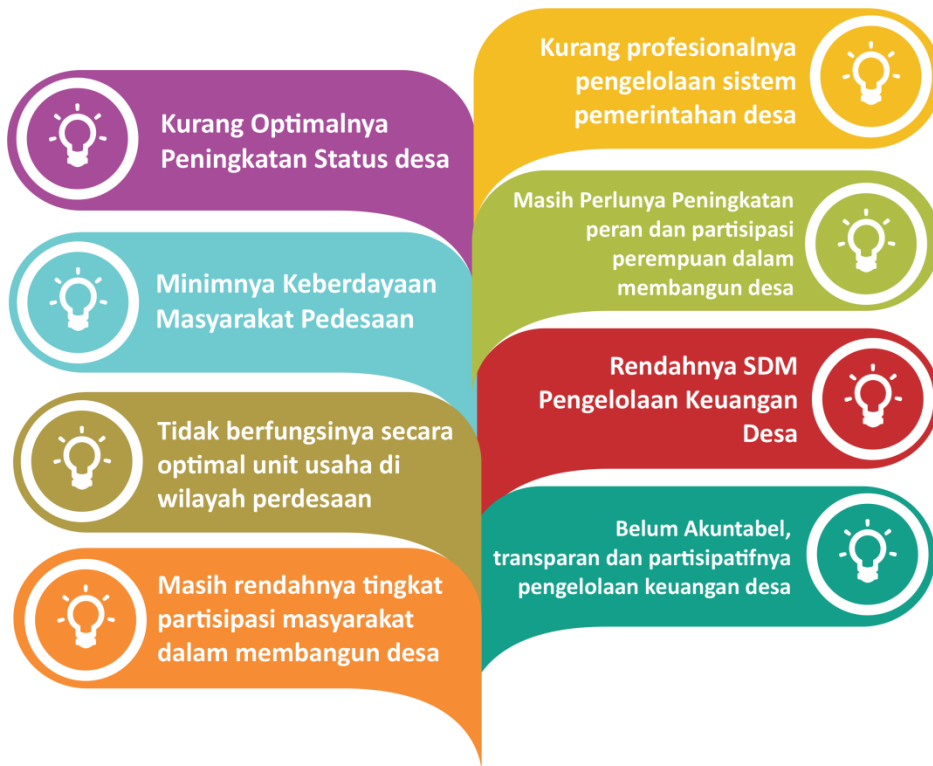 Kurang Optimalnya
Peningkatan Status desa
Minimnya Keberdayaan
Masyarakat Pedesaan
Tidak berfungsinya secara
optimal unit usaha di
wilayah perdesaan
Masih rendahnya tingkat
partisipasi masyarakat
dalam membangun desa
Kurang profesionalnya
pengelolaan sistem
pemerintahan desa
Masih Perlunya Peningkatan
peran dan partisipasi
perempuan dalam
membangun desa
Rendahnya SDM
Pengelolaan Keuangan
Desa
Belum Akuntabel,
transparan dan partisipatifnya
pengelolaan keuangan desa